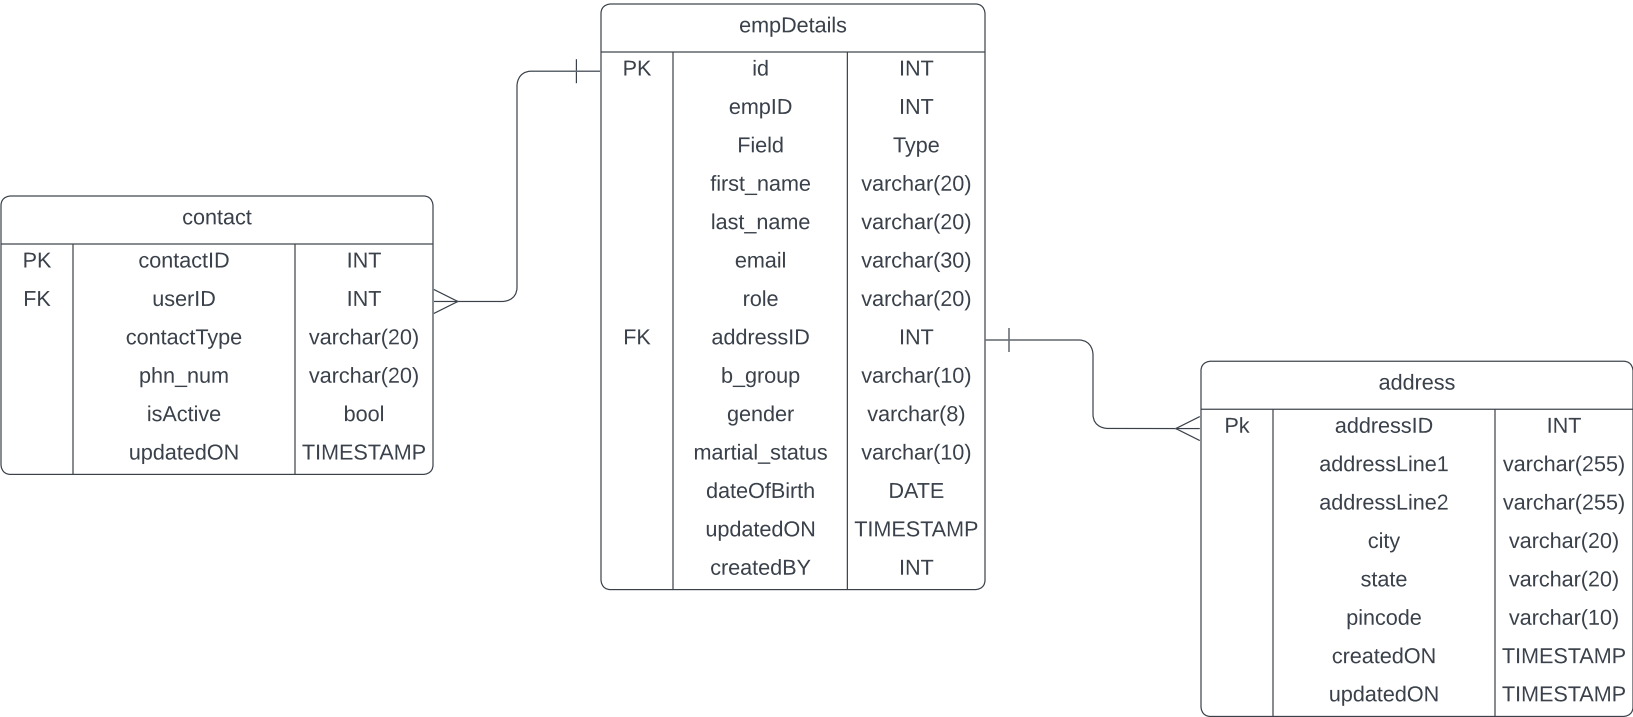 empDetails
PK id INT
empID INT
Field Type
first_name varchar(20)
last_name varchar(20)
email varchar(30)
role varchar(20)
FK addressID INT
b_group varchar(10)
gender varchar(8)
martial_status varchar(10)
dateOfBirth DATE
updatedON TIMESTAMP
createdBY INT
contact
PK contactID INT
FK userID INT
contactType varchar(20)
phn_num varchar(20)
isActive bool
updatedON TIMESTAMP
address
Pk addressID INT
addressLine1 varchar(255)
addressLine2 varchar(255)
city varchar(20)
state varchar(20)
pincode varchar(10)
createdON TIMESTAMP
updatedON TIMESTAMP